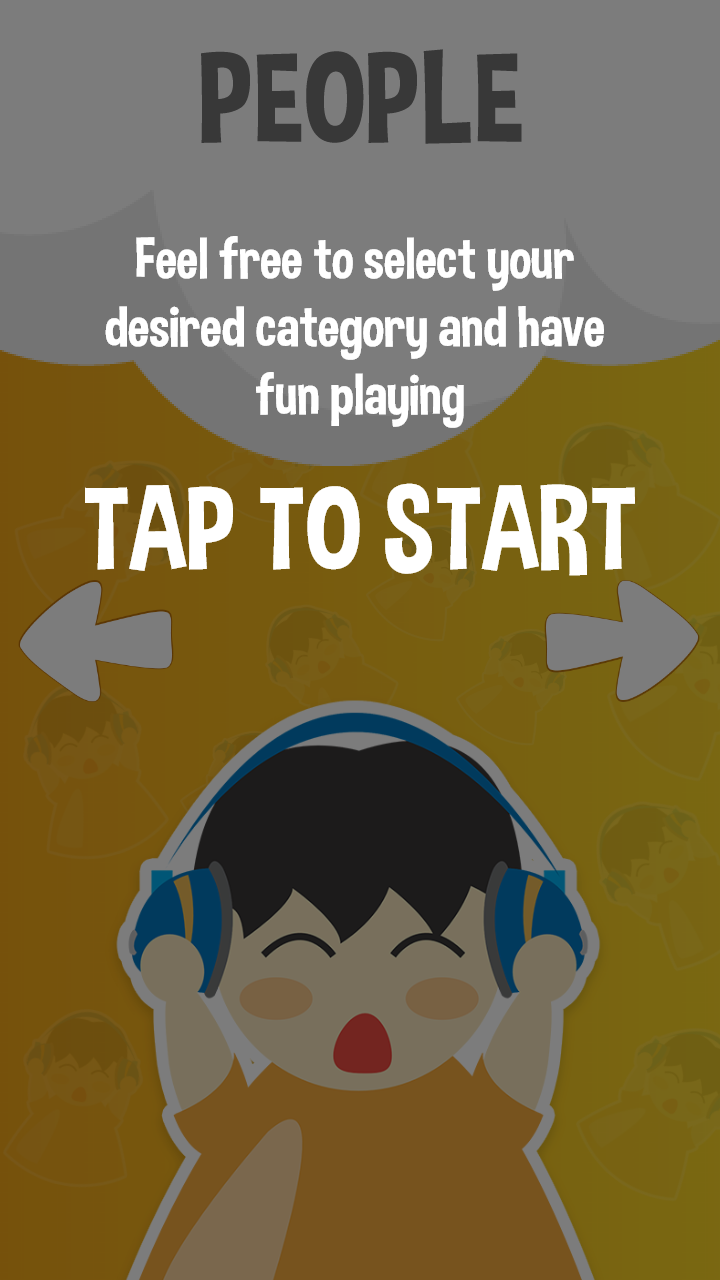 PEOPLE
Feel free to select your
desired category and have
fun playing
TAP TO START